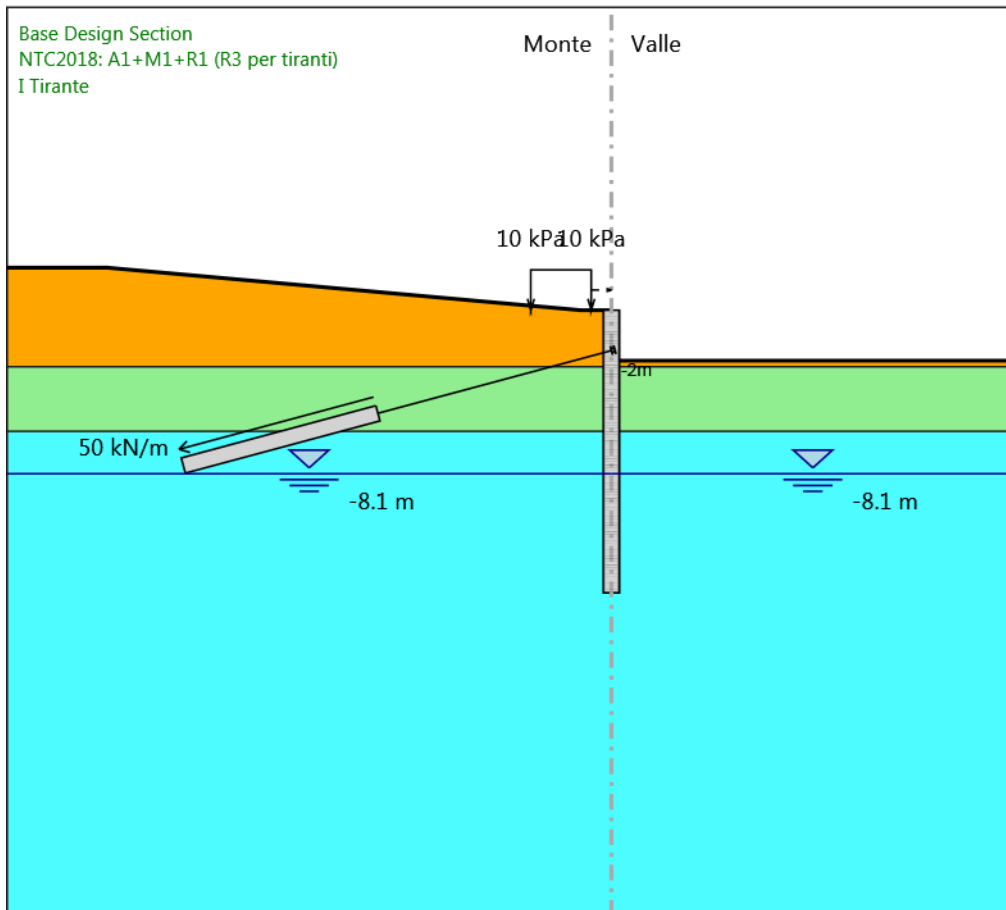 Base Design Section
NTC2018: A1+M1+R1 (R3 per tiranti)
I Tirante
Monte
Valle
10 kPa
10 kPa
-2m
50 kN/m
-8.1 m
-8.1 m